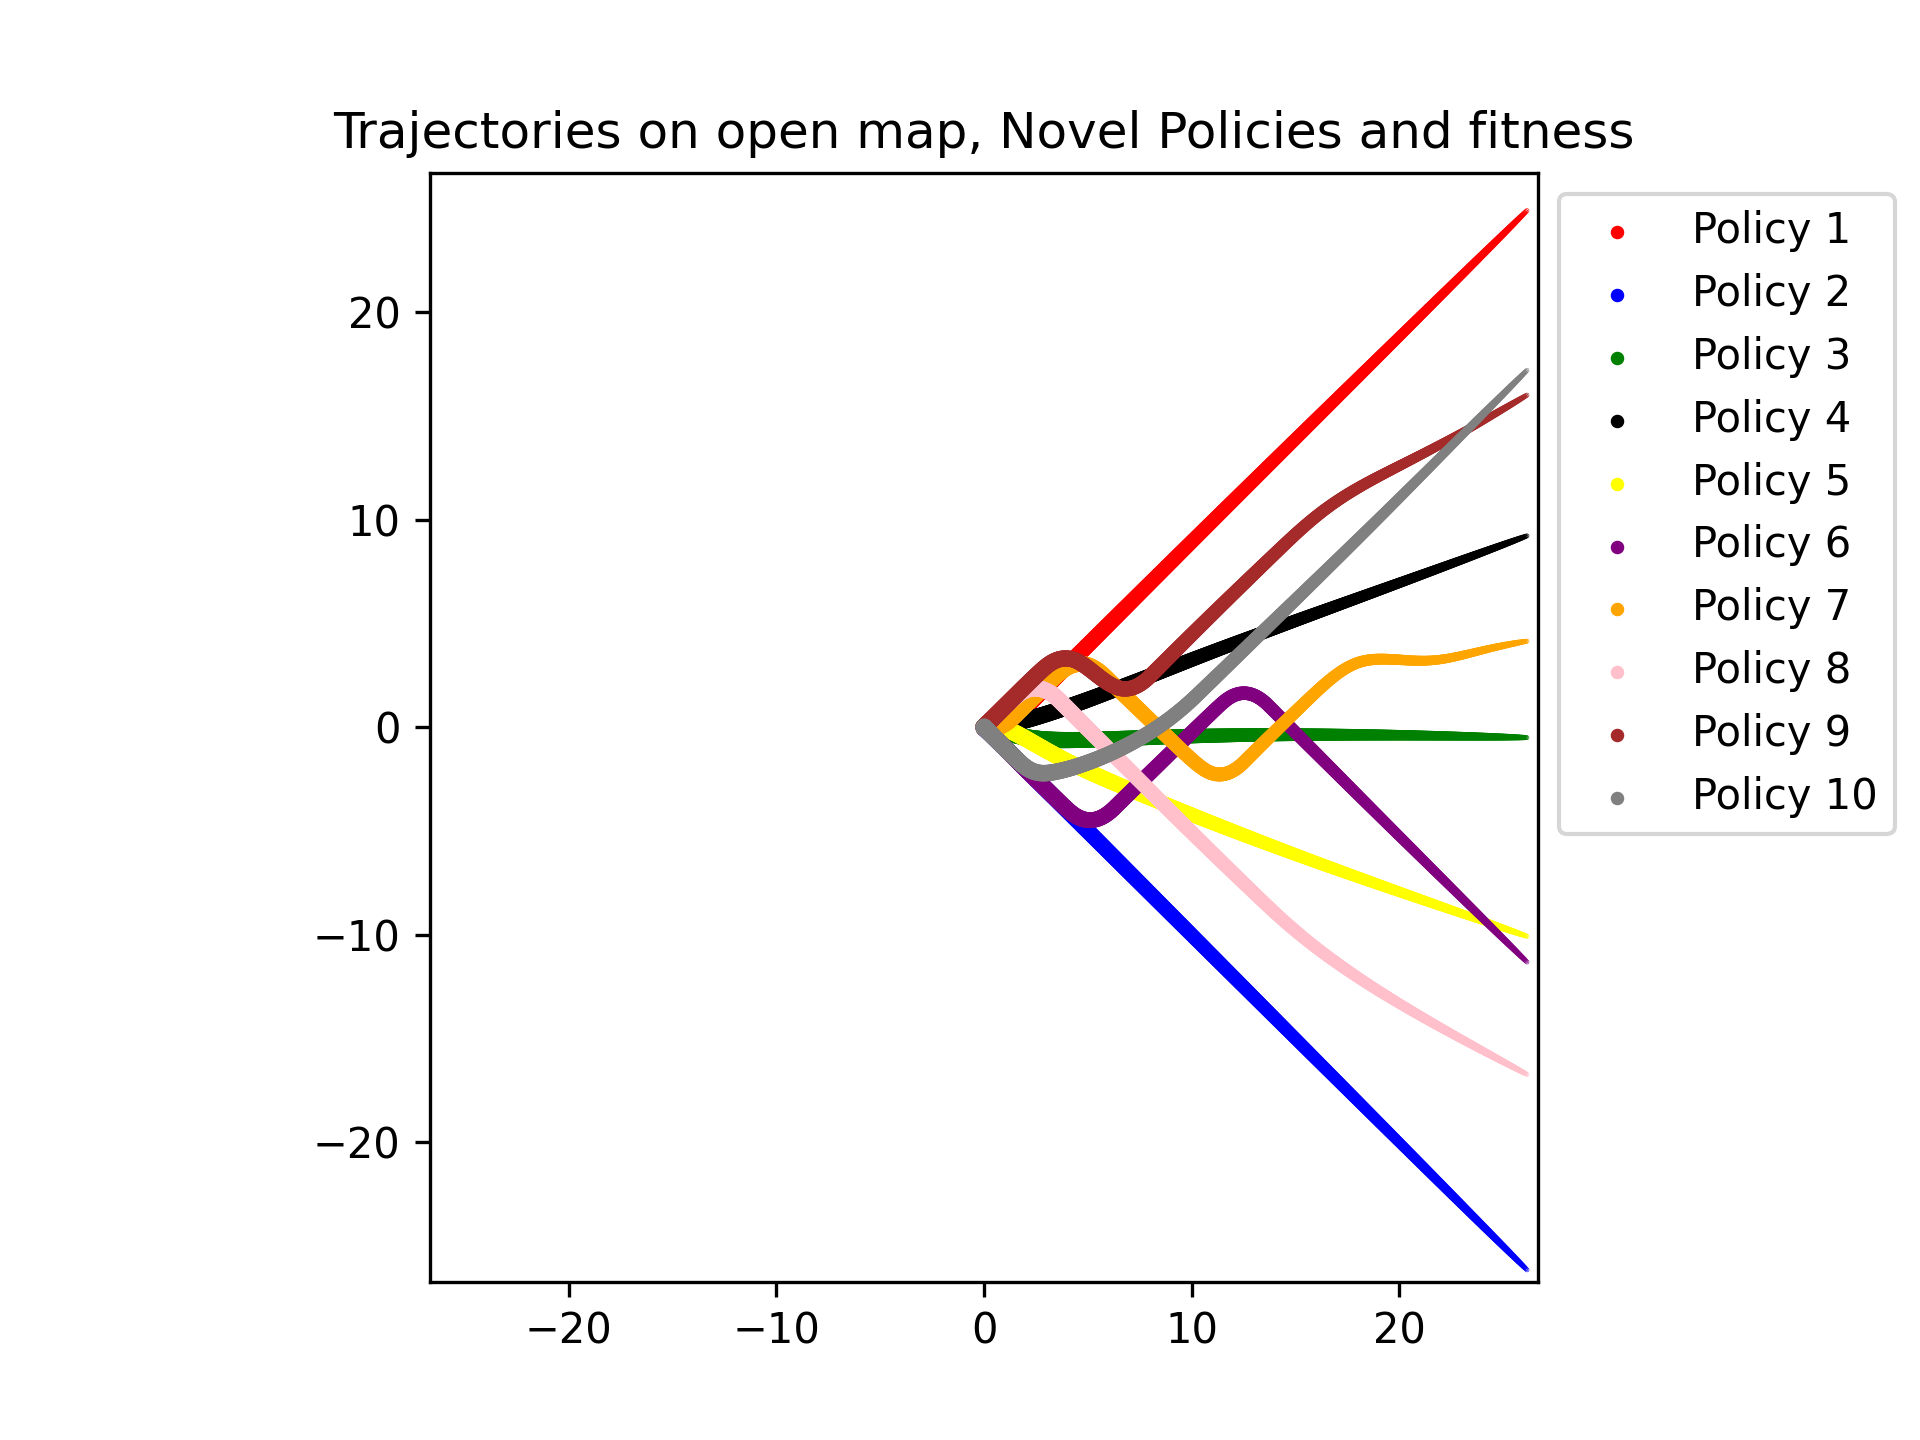 Trajectories on open map, Novel Policies and fitness
20
10
0
−10
−20
−20 −10 0 10 20
Policy 1
Policy 2
Policy 3
Policy 4
Policy 5
Policy 6
Policy 7
Policy 8
Policy 9
Policy 10